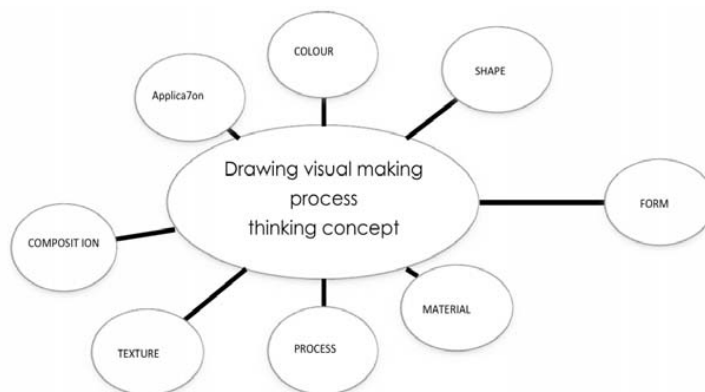 COLOUR
SHAPE
Applica7on
Drawing visual making
process
thinking concept
FORM
COMPOSIT ION
MATERIAL
TEXTURE
PROCESS